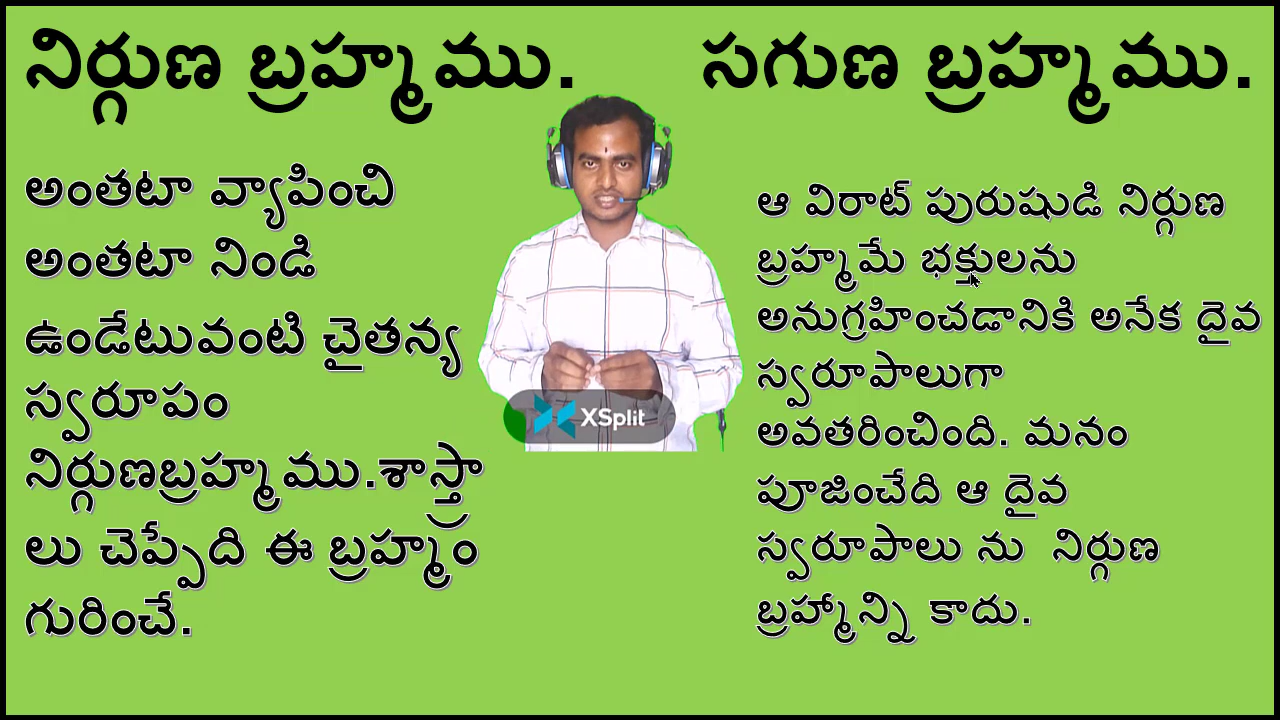 నిర్గుణ బ్రహ్మము.
అంతటా వ్యాపించి
అంతటా నిండి
ఉండేటువంటి చైతన్య
స్వరూపం
నిర్గుణబ్రహ్మము.శాస్త్రా
లు చెప్పేది ఈ బ్రహ్మం
గురించే.
సగుణ బ్రహ్మము.
ఆ విరాట్ పురుషుడి నిర్గుణ
బ్రహ్మమే భక్తులను
అనుగ్రహించడానికి అనేక దైవ
స్వరూపాలుగా
అవతరించింది. మనం
పూజించేది ఆ దైవ
స్వరూపాలు ను నిర్గుణ
బ్రహ్మాన్ని కాదు.
XSplit